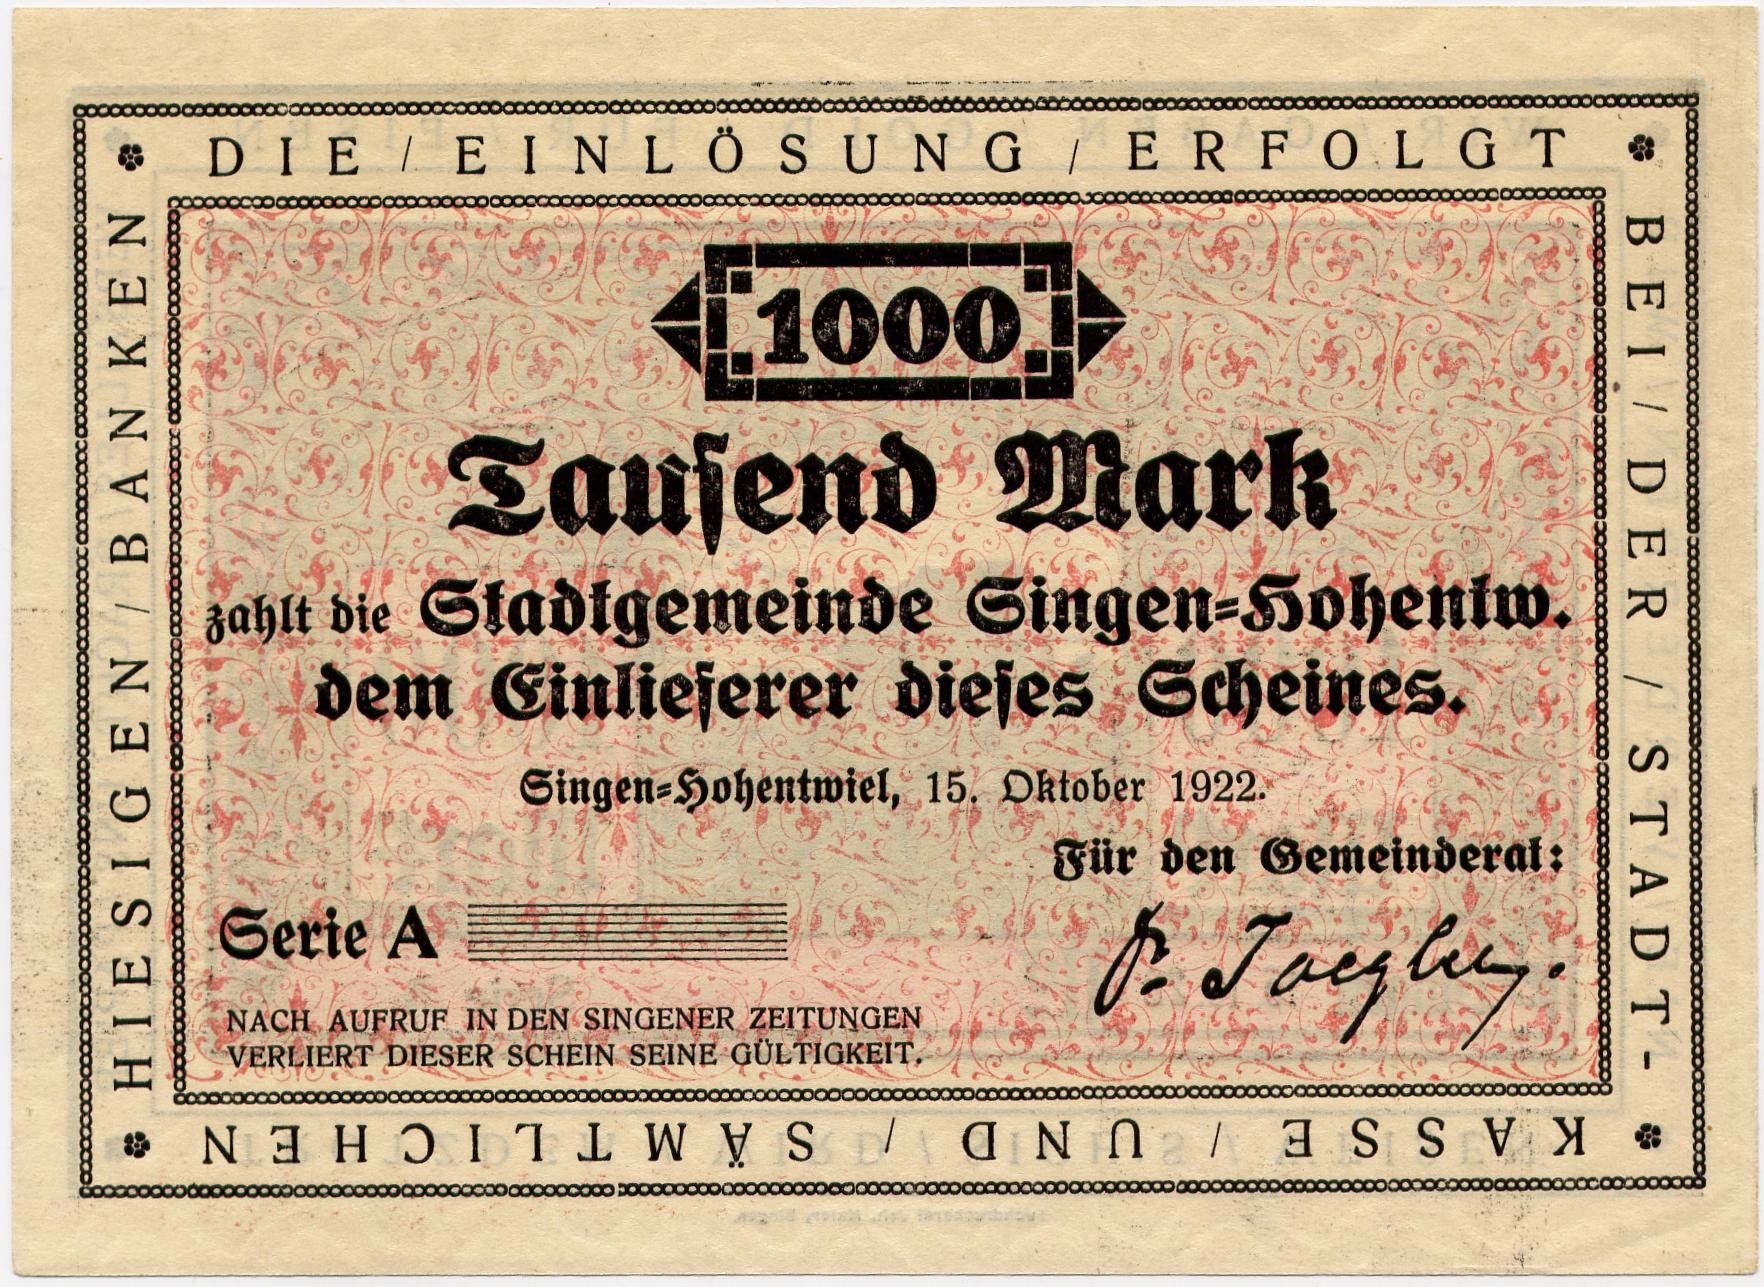 DIE / EINLÖSUNG / ERFOLGT
BEI / DER / STADT-
KASSE / UND / SÄMTLICHEN
HIESIGEN / BANKEN
1000
Tausend Mark
zahlt die Stadtgemeinde Singen=Hohentw.
dem Einlieferer dieses Scheines.
Singen=Hohentwiel, 15. Oktober 1922.
Für den Gemeinderat:
Serie A
NACH AUFRUF IN DEN SINGENER ZEITUNGEN
VERLIERT DIESER SCHEIN SEINE GÜLTIGKEIT.